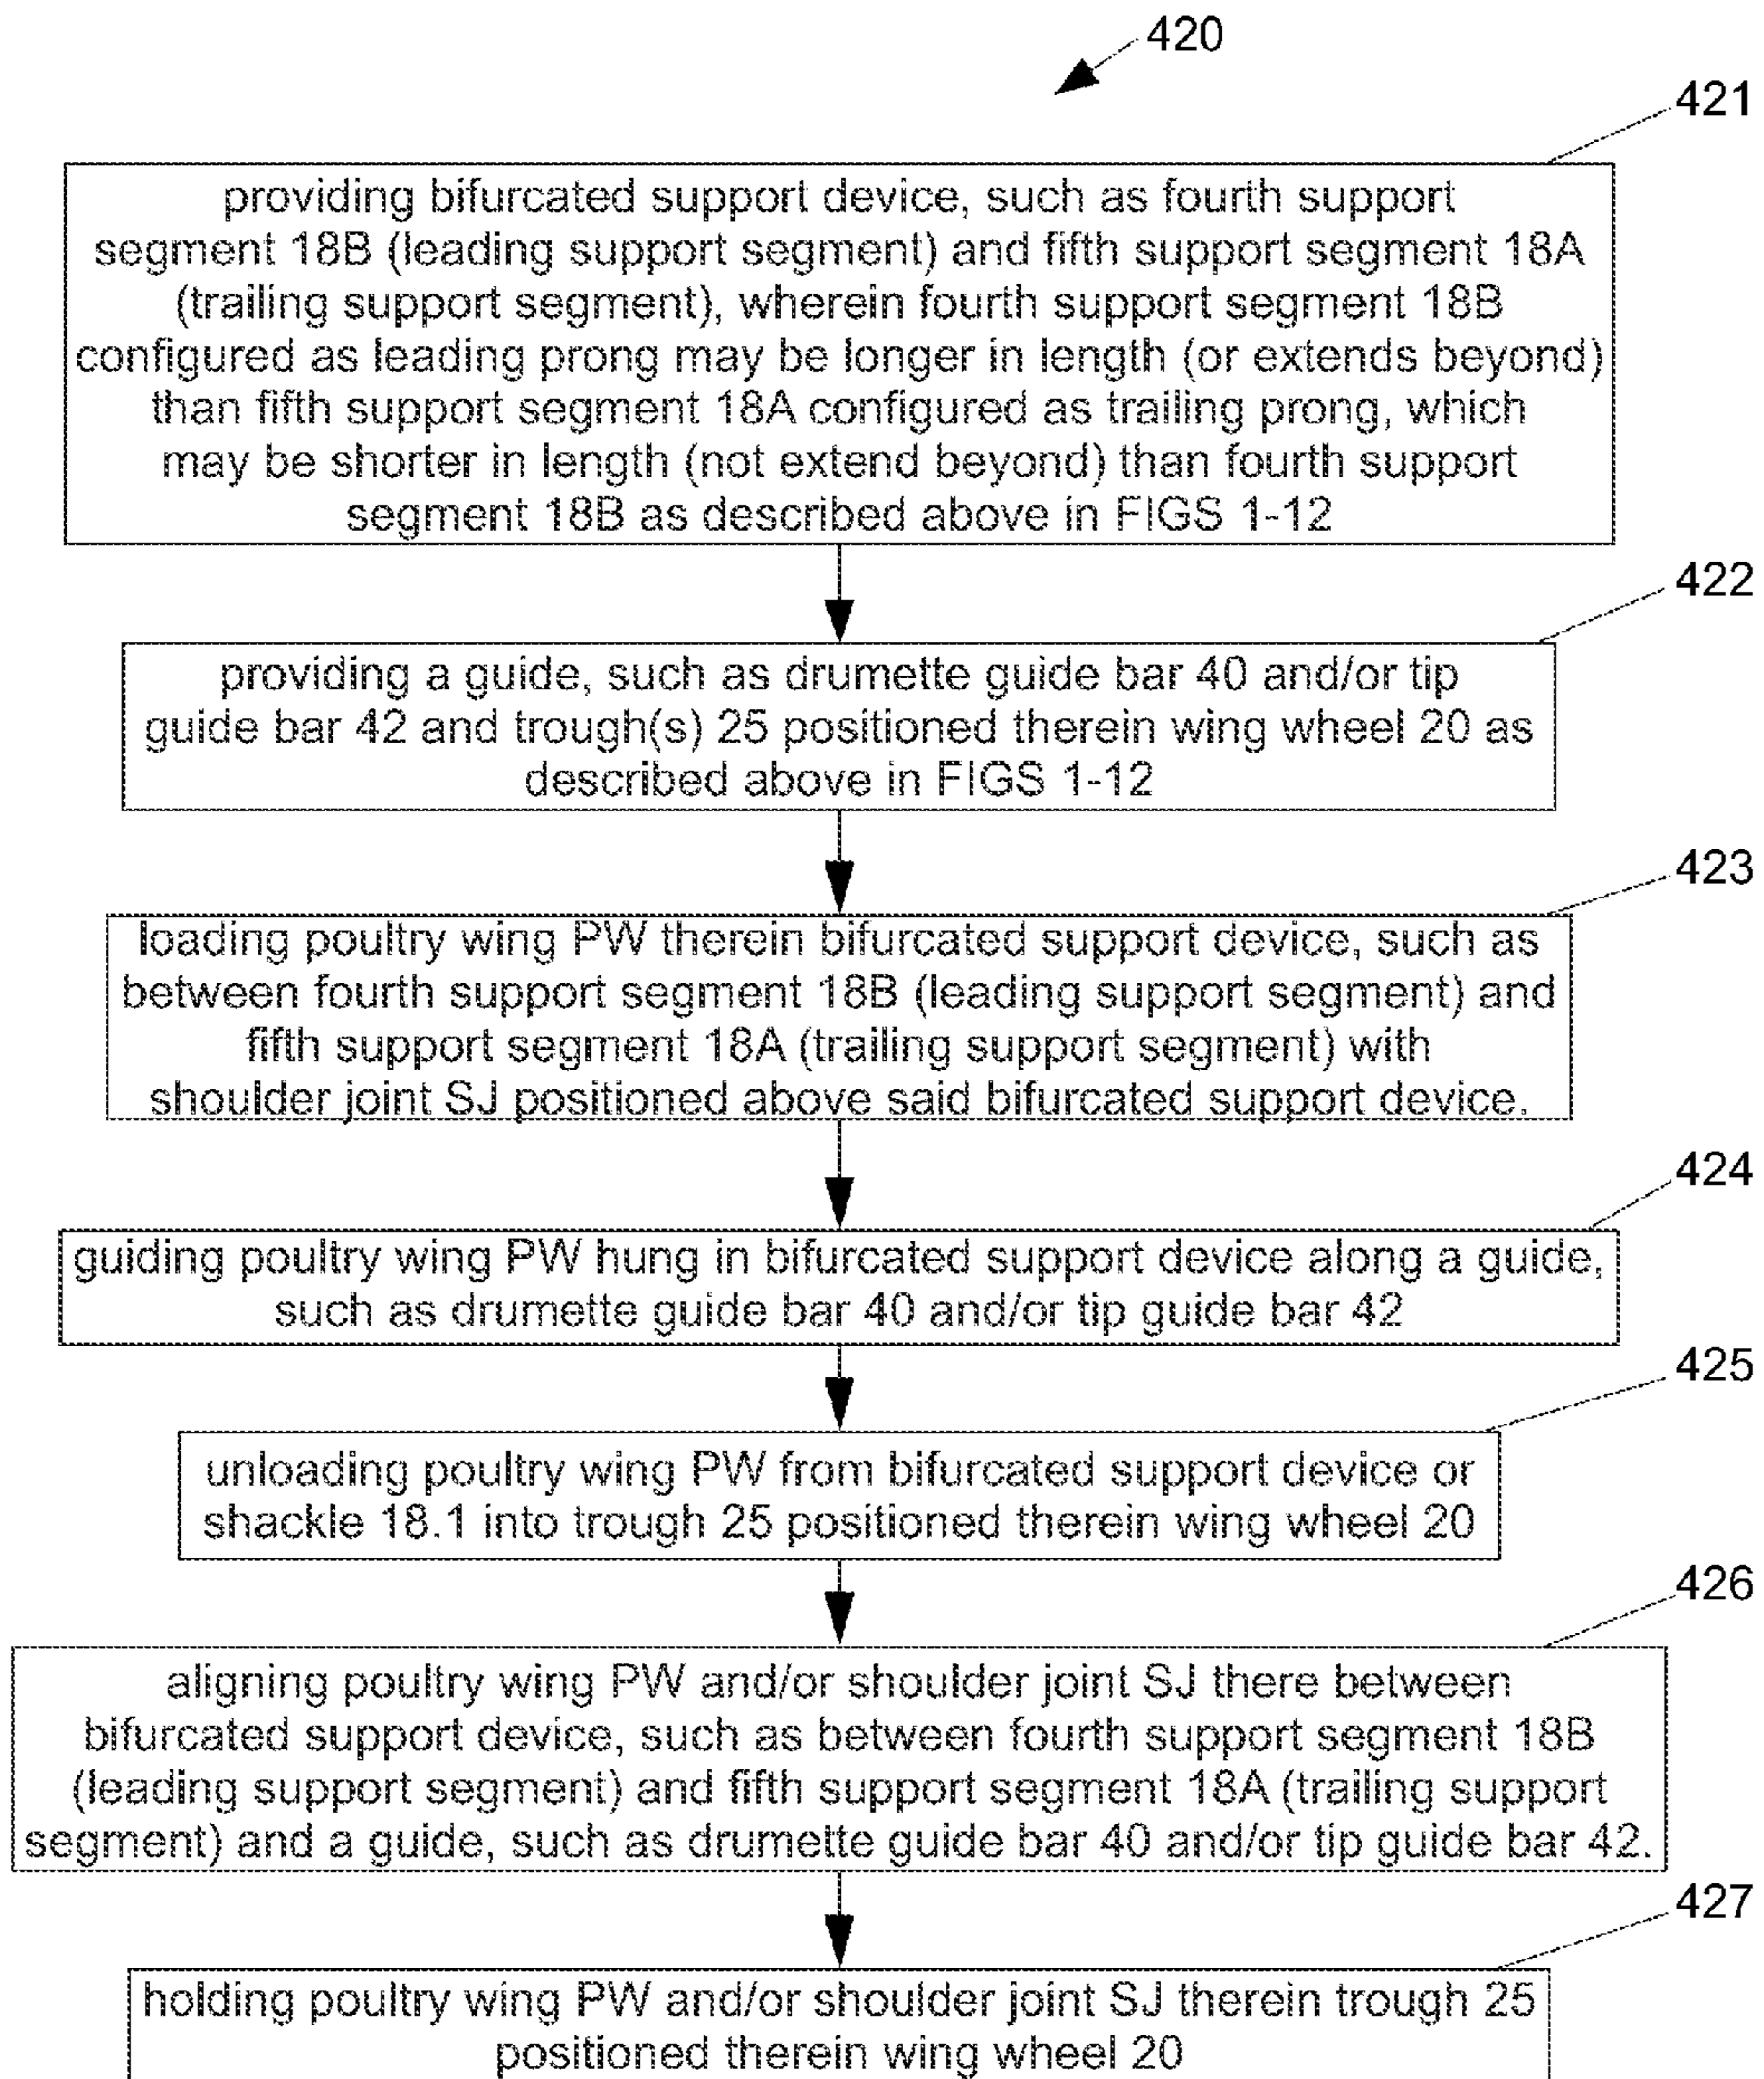 420
421
providing bifurcated support device, such as fourth support
segment 18B (leading support segment) and fifth support segment 18A
(trailing support segment), wherein fourth support segment 18B
configured as leading prong may be longer in length (or extends beyond)
than fifth support segment 18A configured as trailing prong, which
may be shorter in length (not extend beyond) than fourth support
segment 18B as described above in FIGS 1-12
422
providing a guide, such as drumette guide bar 40 and/or tip
guide bar 42 and trough(s) 25 positioned therein wing wheel 20 as
described above in FIGS 1-12
423
loading poultry wing PW therein bifurcated support device, such as
between fourth support segment 18B (leading support segment) and
fifth support segment 18A (trailing support segment) with
shoulder joint SJ positioned above said bifurcated support device.
424
guiding poultry wing PW hung in bifurcated support device along a guide,
such as drumette guide bar 40 and/or tip guide bar 42
425
unloading poultry wing PW from bifurcated support device or
shackle 18.1 into trough 25 positioned therein wing wheel 20
426
aligning poultry wing PW and/or shoulder joint SJ there between
bifurcated support device, such as between fourth support segment 18B
(leading support segment) and fifth support segment 18A (trailing support
segment) and a guide, such as drumette guide bar 40 and/or tip guide bar 42.
427
holding poultry wing PW and/or shoulder joint SJ therein trough 25
positioned therein wing wheel 20